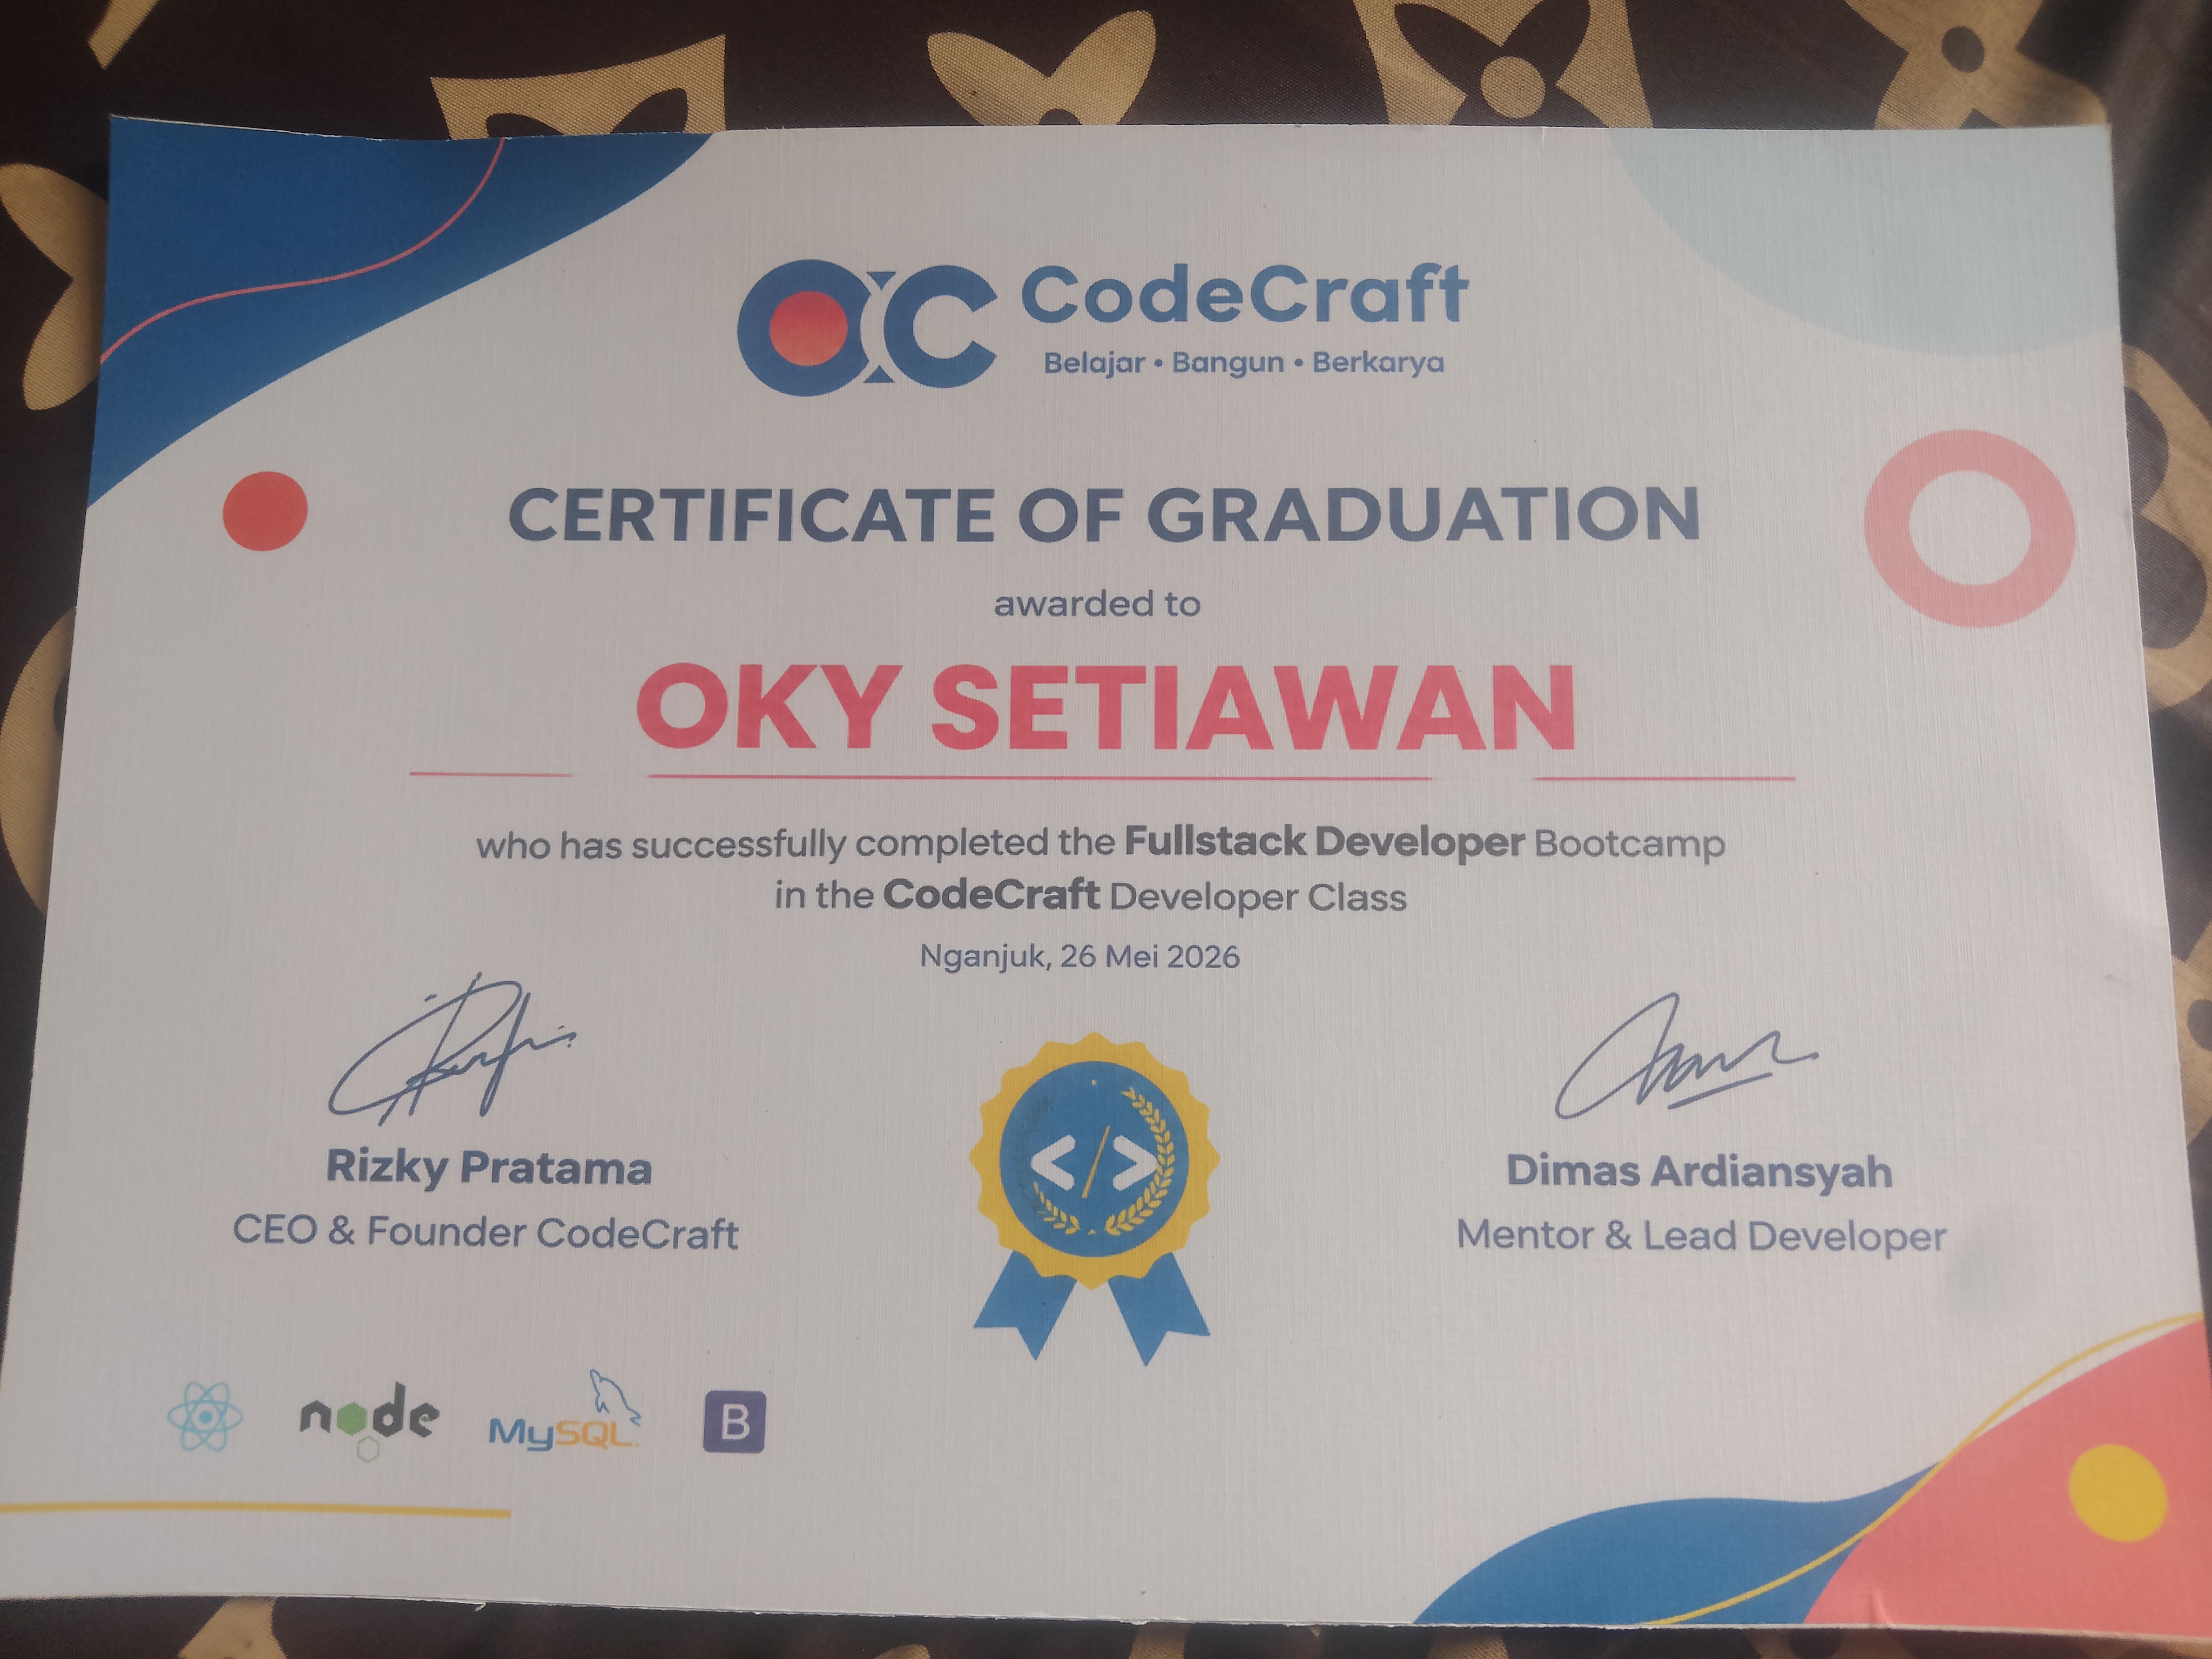 CodeCraft
Belajar • Bangun • Berkarya
CERTIFICATE OF GRADUATION
awarded to
OKY SETIAWAN
who has successfully completed the Fullstack Developer Bootcamp
in the CodeCraft Developer Class
Nganjuk, 26 Mei 2026
</>
Rizky Pratama
CEO & Founder CodeCraft
Dimas Ardiansyah
Mentor & Lead Developer
node
MySQL
B